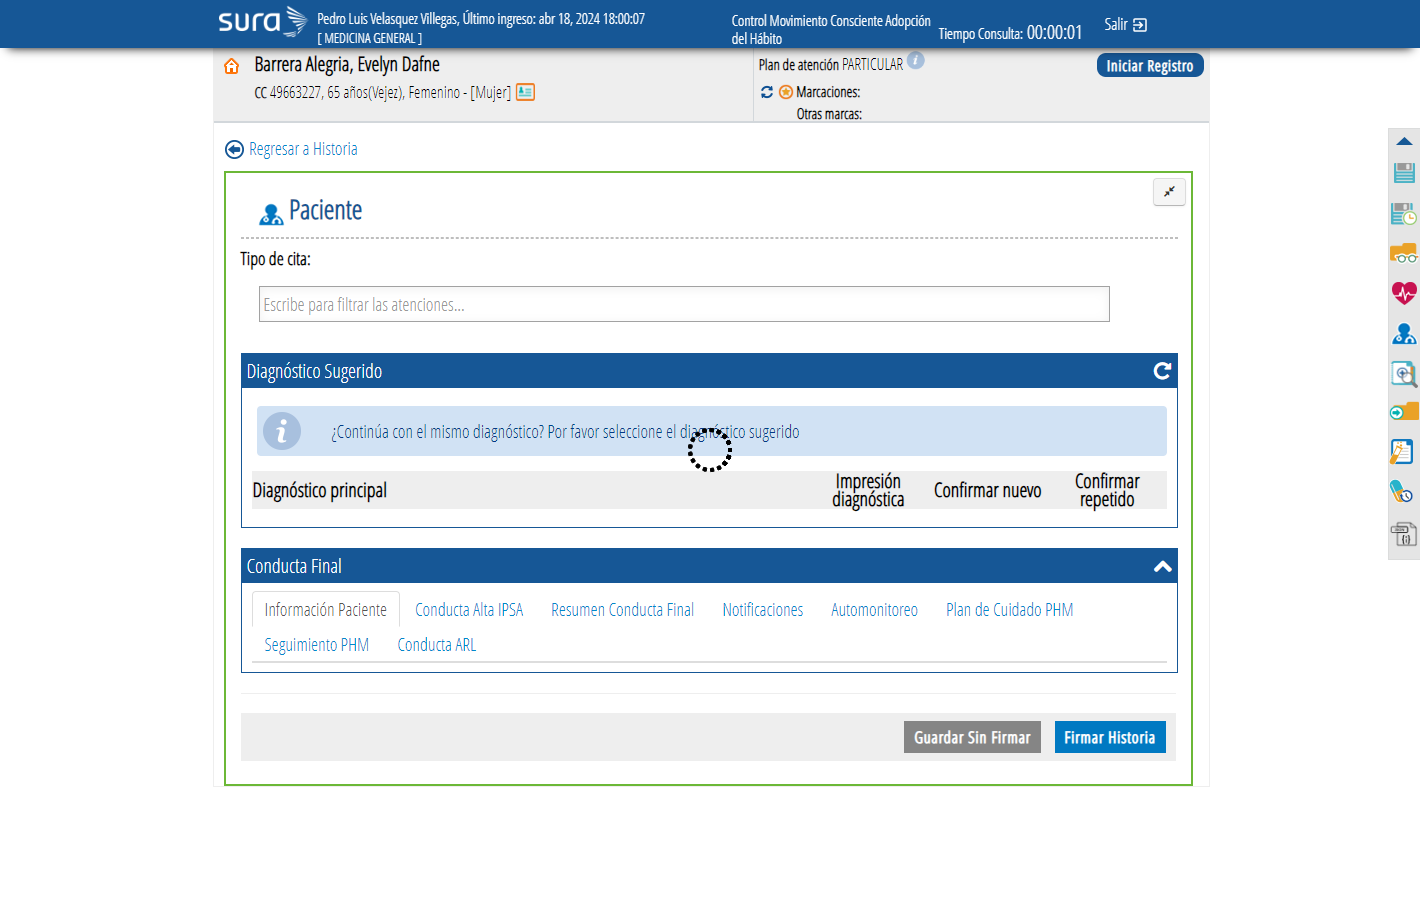 sura
Pedro Luis Velasquez Villegas, Último ingreso: abr 18, 2024 18:00:07
[ MEDICINA GENERAL ]
Control Movimiento Consciente Adopción
del Hábito
Tiempo Consulta: 00:00:01
Salir
Barrera Alegria, Evelyn Dafne
CC 49663227, 65 años(Vejez), Femenino - [Mujer]
Plan de atención PARTICULAR
Marcaciones:
Otras marcas:
Iniciar Registro
Regresar a Historia
Paciente
Tipo de cita:
Escribe para filtrar las atenciones...
Diagnóstico Sugerido
¿Continúa con el mismo diagnóstico? Por favor seleccione el diagnóstico sugerido
Diagnóstico principal
Impresión
diagnóstica
Confirmar nuevo
Confirmar
repetido
Conducta Final
Información Paciente
Conducta Alta IPSA
Resumen Conducta Final
Notificaciones
Automonitoreo
Plan de Cuidado PHM
Seguimiento PHM
Conducta ARL
Guardar Sin Firmar
Firmar Historia